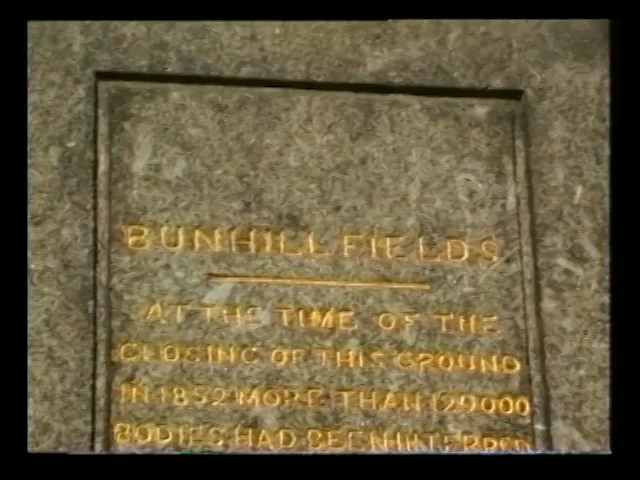 BUNHILL FIELDS
AT THE TIME OF THE
CLOSING OF THIS GROUND
IN 1852 MORE THAN 129000
BODIES HAD BEEN INTERRED